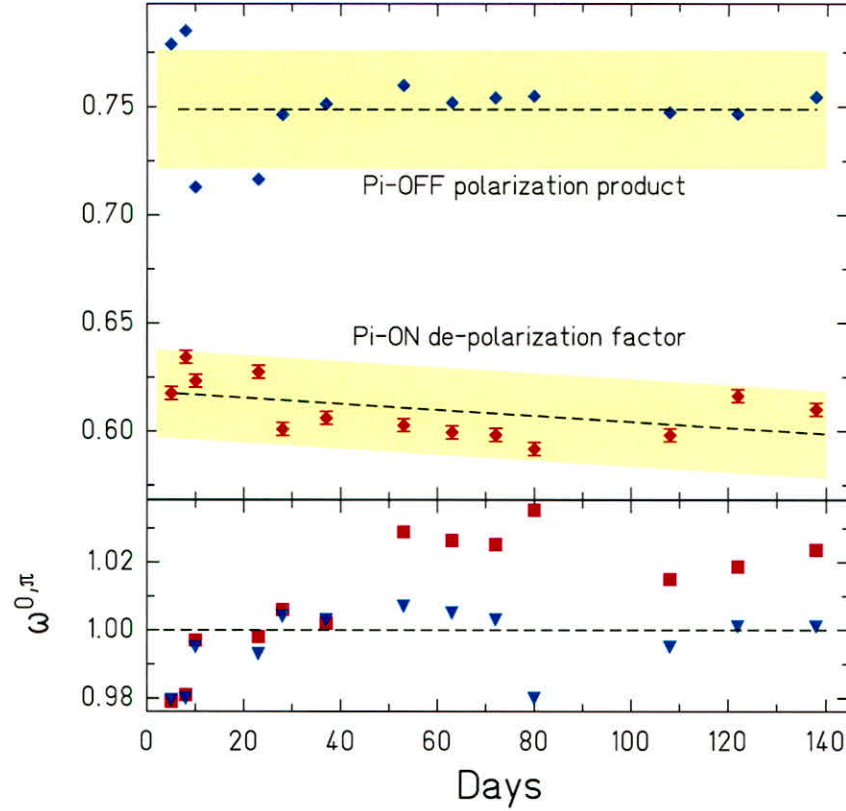 0.75
Pi-OFF polarization product
0.70
0.65
Pi-ON de-polarization factor
0.60
1.02
1.00
0.98
ω0,π
0 20 40 60 80 100 120 140
Days